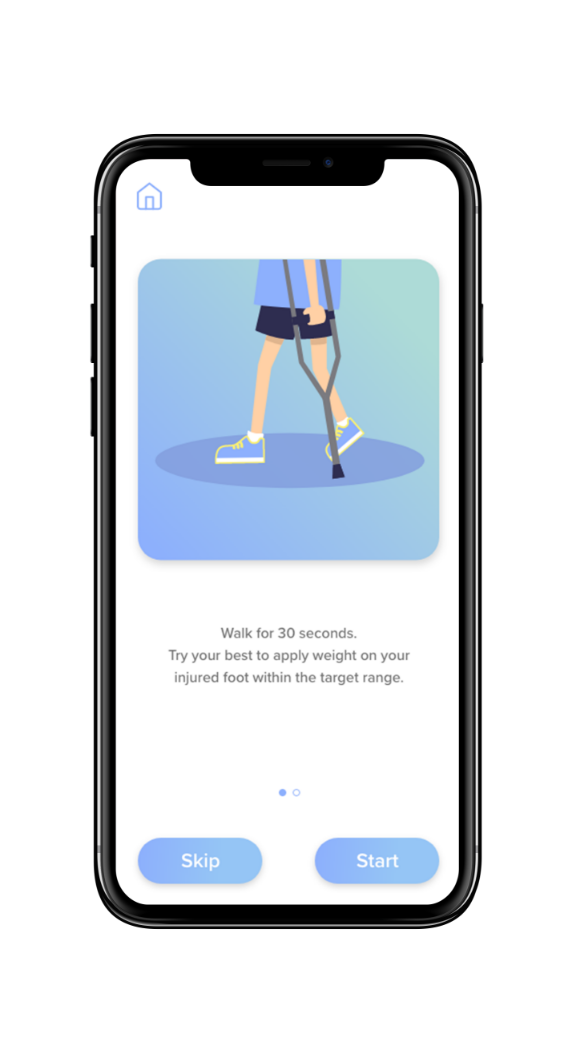 Walk for 30 seconds.
Try your best to apply weight on your
injured foot within the target range.
Skip
Start